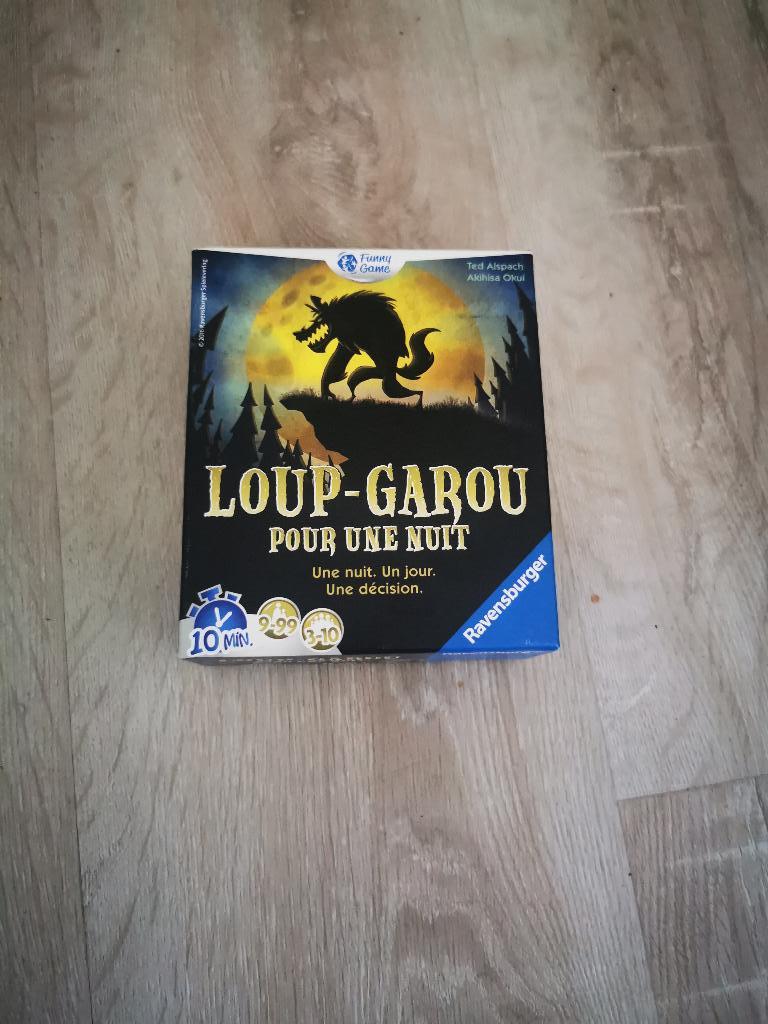 Funny
Game
Ted Alspach
Akihisa Okui
LOUP-GAROU
POUR UNE NUIT
Une nuit. Un jour.
Une décision.
Ravensburger
10 MIN.
9-99
3-10